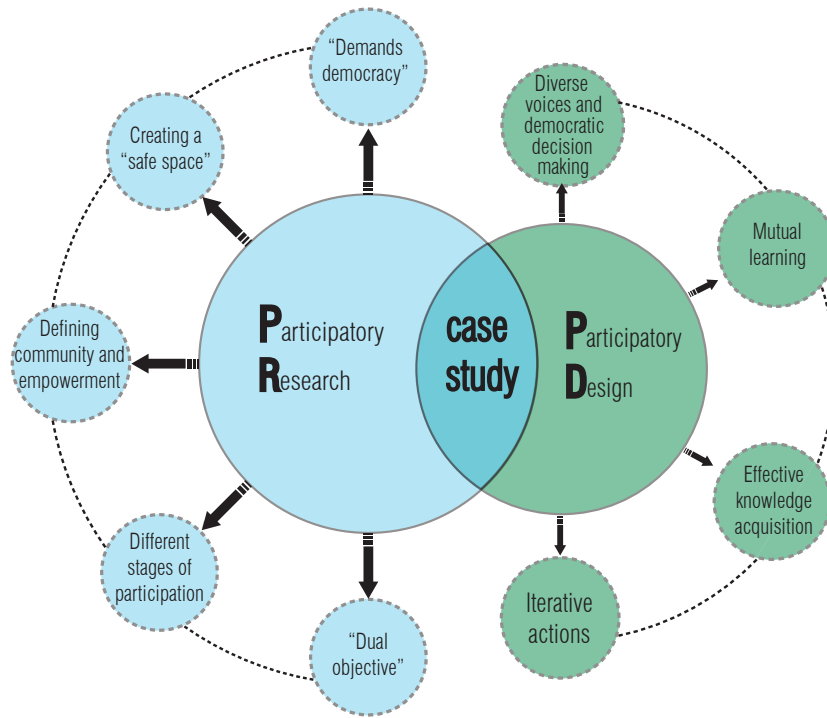 “Demands
democracy”
Creating a
“safe space”
Defining
community and
empowerment
Different
stages of
participation
“Dual
objective”
Participatory
Research
case
study
Participatory
Design
Diverse
voices and
democratic
decision
making
Mutual
learning
Effective
knowledge
acquisition
Iterative
actions